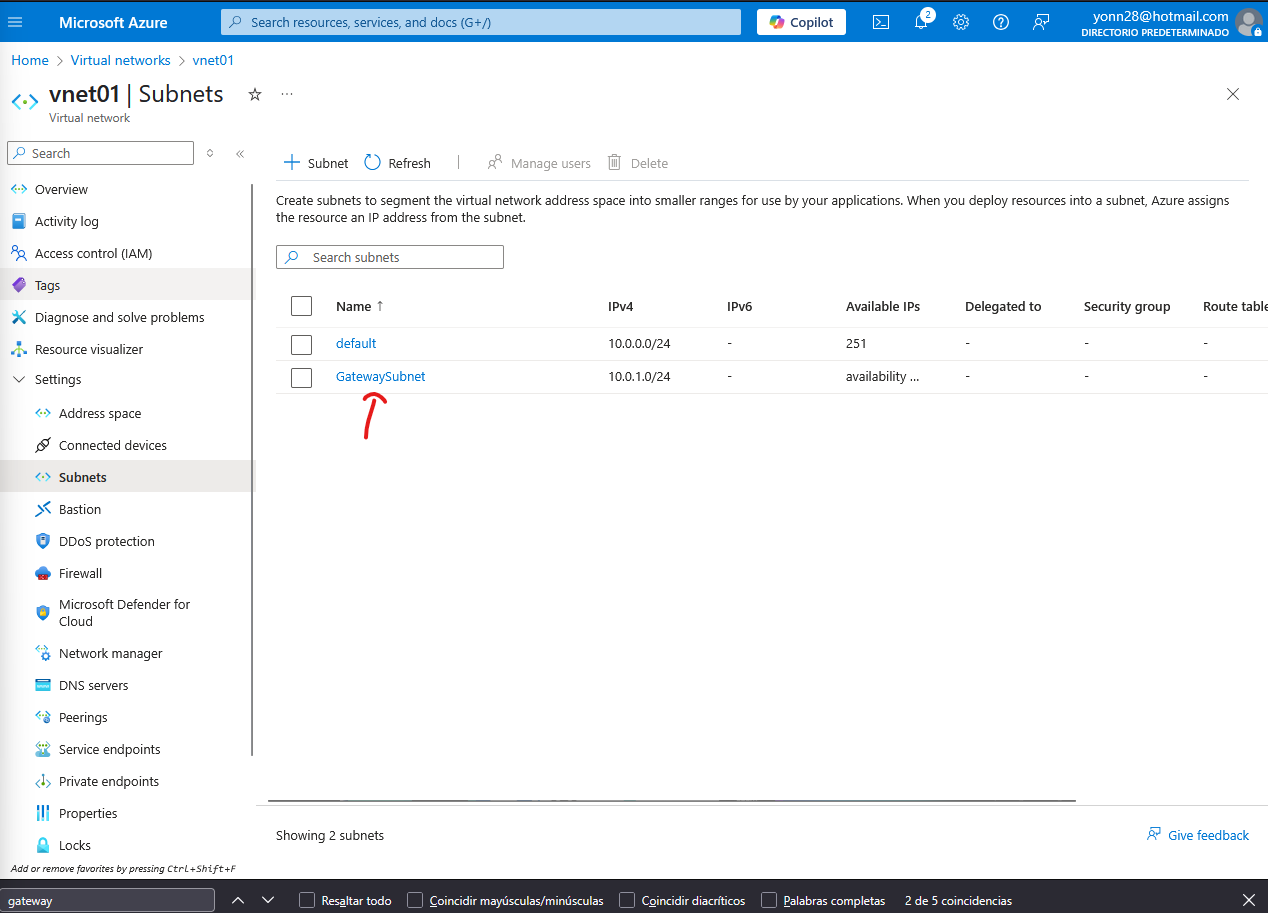 Microsoft Azure
Search resources, services, and docs (G+/)
Copilot
2
yonn28@hotmail.com
DIRECTORIO PREDETERMINADO
Home > Virtual networks > vnet01
vnet01 | Subnets
Virtual network
Search
Overview
Activity log
Access control (IAM)
Tags
Diagnose and solve problems
Resource visualizer
Settings
Address space
Connected devices
Subnets
Bastion
DDoS protection
Firewall
Microsoft Defender for
Cloud
Network manager
DNS servers
Peerings
Service endpoints
Private endpoints
Properties
Locks
Add or remove favorites by pressing Ctrl+Shift+F
Subnet Refresh Manage users Delete
Create subnets to segment the virtual network address space into smaller ranges for use by your applications. When you deploy resources into a subnet, Azure assigns
the resource an IP address from the subnet.
Search subnets
Name ↑ IPv4 IPv6 Available IPs Delegated to Security group Route table
default 10.0.0.0/24 - 251 - - -
GatewaySubnet 10.0.1.0/24 - availability ... - - -
Showing 2 subnets
Give feedback
gateway Resaltar todo Coincidir mayúsculas/minúsculas Coincidir diacríticos Palabras completas 2 de 5 coincidencias